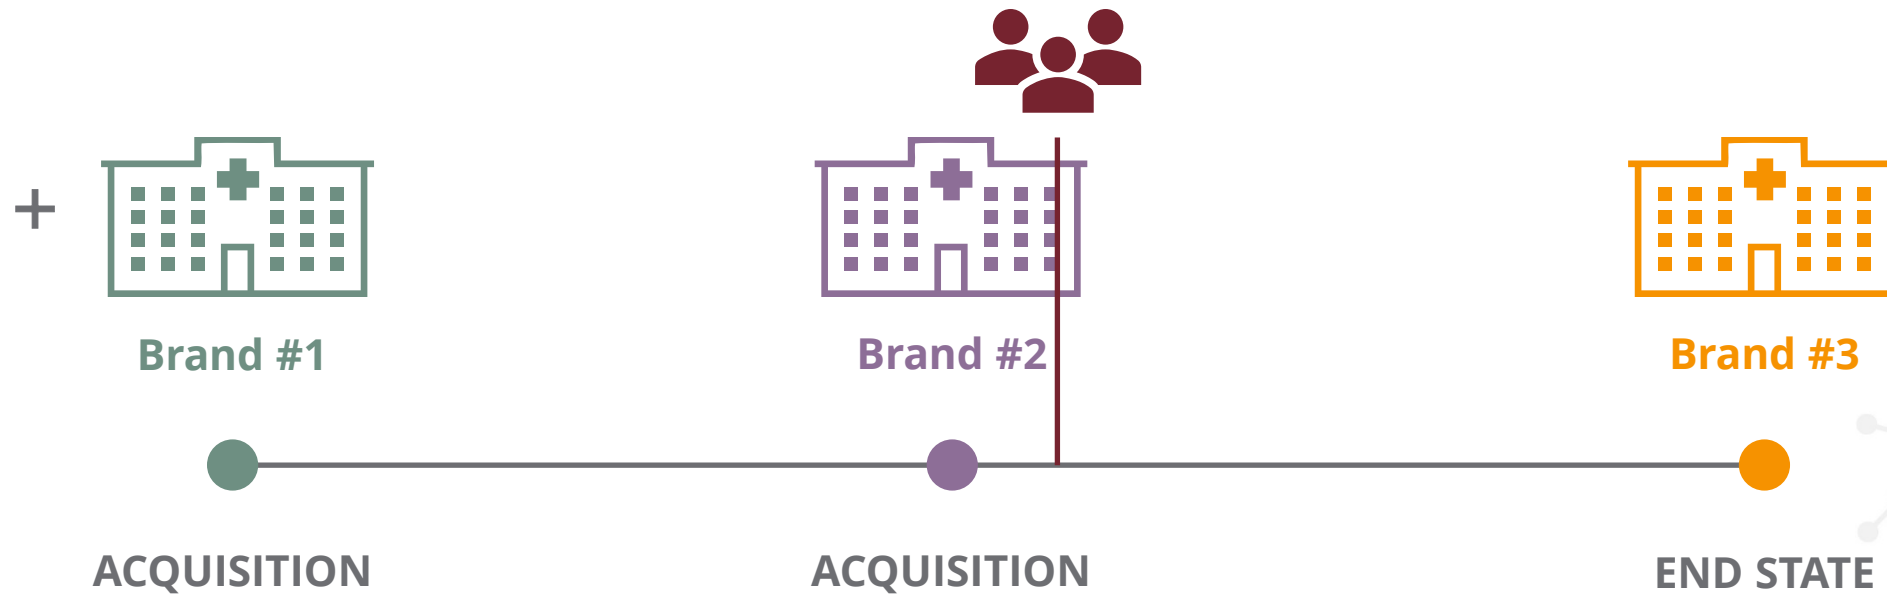 +
Brand #1
Brand #2
Brand #3
ACQUISITION
ACQUISITION
END STATE